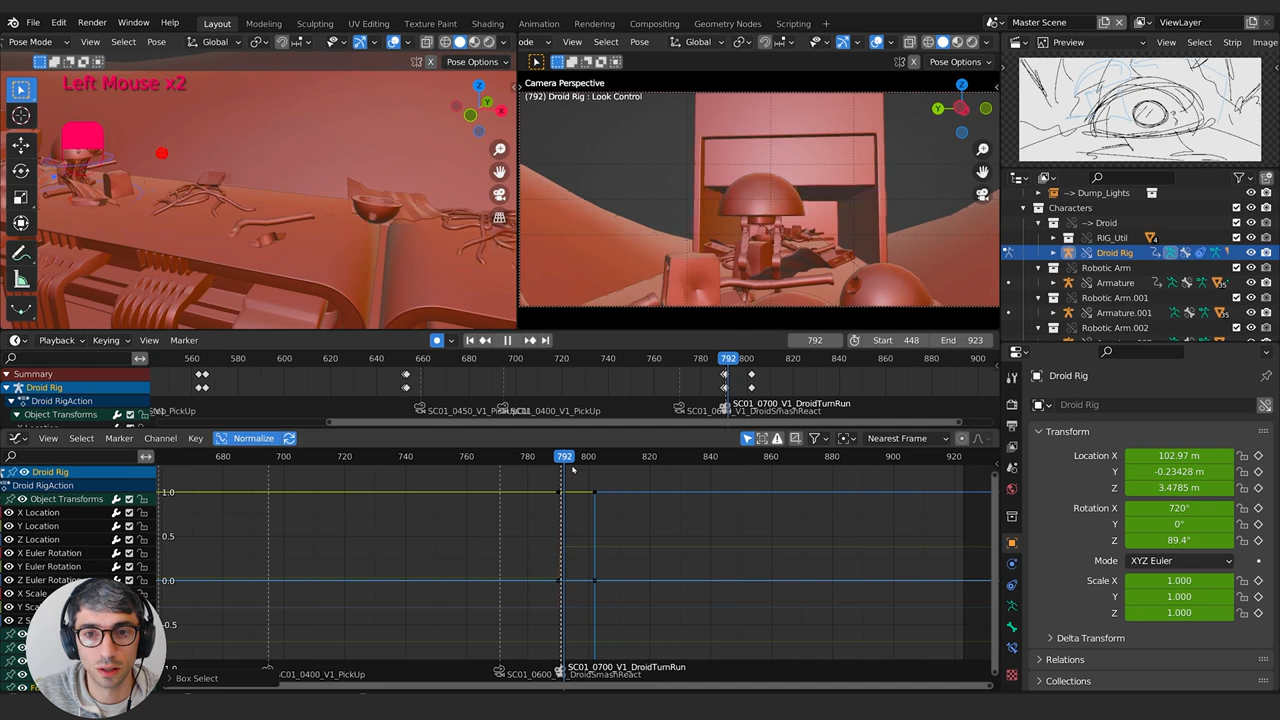 File Edit Render Window Help Layout Modeling Sculpting UV Editing Texture Paint Shading Animation Rendering Compositing Geometry Nodes Scripting + Master Scene ViewLayer
Pose Mode View Select Pose Global
ode View Select Pose Global
Preview View Select Strip Image
Pose Options
Pose Options
Left Mouse x2
Camera Perspective
(792) Droid Rig : Look Control
--> Dump_Lights
Characters
--> Droid
RIG_Util
Droid Rig
Robotic Arm
Armature
Robotic Arm.001
Armature.001
Robotic Arm.002
Playback Keying View Marker 792 Start 448 End 923
560 580 600 620 640 660 680 700 720 740 760 780 792 800 820 840 860 880 900
Summary
Droid Rig
Droid RigAction
Object Transforms
SC01_0700_V1_DroidTurnRun
View Select Marker Channel Key Normalize Nearest Frame
680 700 720 740 760 780 792 800 820 840 860 880 900 920
Droid Rig
Droid RigAction
Object Transforms
X Location
Y Location
Z Location
X Euler Rotation
Y Euler Rotation
Z Euler Rotation
X Scale
1.0
0.5
0.0
-0.5
SC01_0700_V1_DroidTurnRun
Box Select
Droid Rig
Droid Rig
Transform
Location X 102.97 m
Y -0.23428 m
Z 3.4785 m
Rotation X 720°
Y 0°
Z 89.4°
Mode XYZ Euler
Scale X 1.000
Y 1.000
Z 1.000
Delta Transform
Relations
Collections